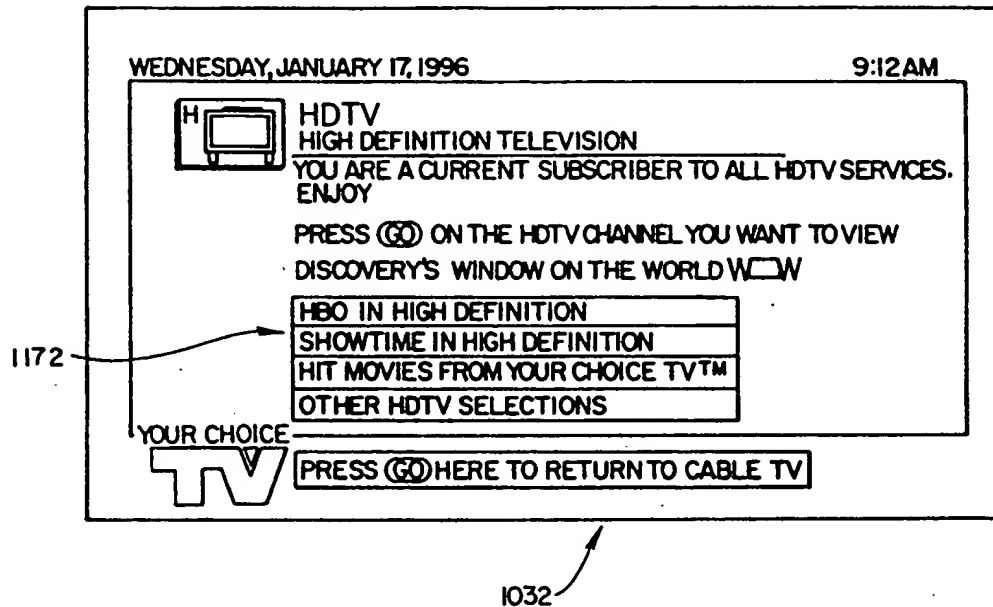 WEDNESDAY, JANUARY 17, 1996 9:12AM
H
HDTV
HIGH DEFINITION TELEVISION
YOU ARE A CURRENT SUBSCRIBER TO ALL HDTV SERVICES.
ENJOY
PRESS GO ON THE HDTV CHANNEL YOU WANT TO VIEW
DISCOVERY'S WINDOW ON THE WORLD WOW
HBO IN HIGH DEFINITION
SHOWTIME IN HIGH DEFINITION
1172
HIT MOVIES FROM YOUR CHOICE TV™
OTHER HDTV SELECTIONS
YOUR CHOICE
TV
PRESS GO HERE TO RETURN TO CABLE TV
1032